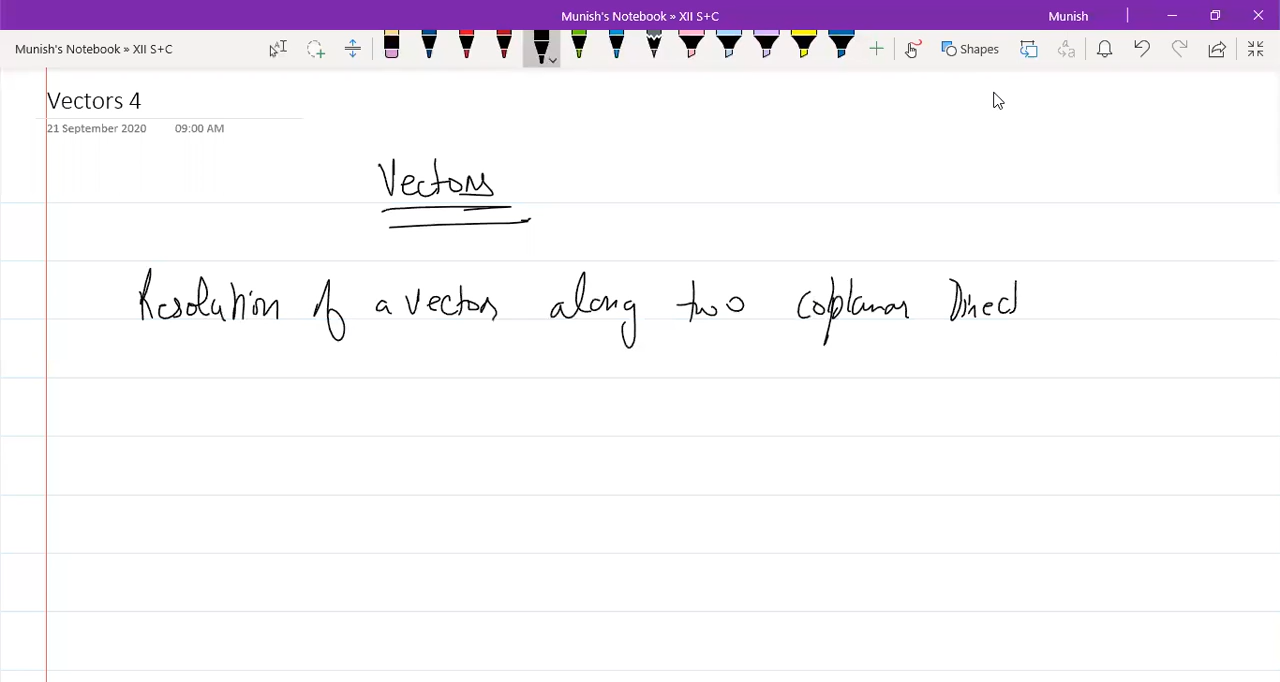 Munish's Notebook » XII S+C
Munish
Munish's Notebook » XII S+C
Shapes
Vectors 4
21 September 2020 09:00 AM
Vectors
Resolution of a vector along two coplanar Direct